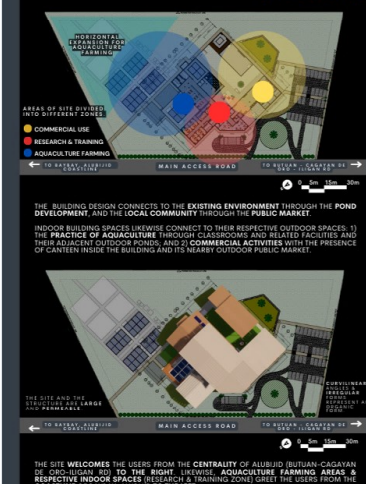 HORIZONTAL
EXPANSION FOR
AQUACULTURE
FARMING
AREAS OF SITE DIVIDED
INTO DIFFERENT ZONES
COMMERCIAL USE
RESEARCH & TRAINING
AQUACULTURE FARMING
TO BAYBAY, ALUBIJID
COASTLINE
MAIN ACCESS ROAD
TO BUTUAN - CAGAYAN DE
ORO - ILIGAN RD
0 5m 15m 30m
THE BUILDING DESIGN CONNECTS TO THE EXISTING ENVIRONMENT THROUGH THE POND
DEVELOPMENT, AND THE LOCAL COMMUNITY THROUGH THE PUBLIC MARKET.
INDOOR BUILDING SPACES LIKEWISE CONNECT TO THEIR RESPECTIVE OUTDOOR SPACES: 1)
THE PRACTICE OF AQUACULTURE THROUGH CLASSROOMS AND RELATED FACILITIES AND
THEIR ADJACENT OUTDOOR PONDS; AND 2) COMMERCIAL ACTIVITIES WITH THE PRESENCE
OF CANTEEN INSIDE THE BUILDING AND ITS NEARBY OUTDOOR PUBLIC MARKET.
THE SITE AND THE
STRUCTURE ARE LARGE
AND PERMEABLE
CURVILINEAR
ANGLES &
IRREGULAR
FORMS
REPRESENT AN
ORGANIC
FORM
TO BAYBAY, ALUBIJID
COASTLINE
MAIN ACCESS ROAD
TO BUTUAN - CAGAYAN DE
ORO - ILIGAN RD
0 5m 15m 30m
THE SITE WELCOMES THE USERS FROM THE CENTRALITY OF ALUBIJID (BUTUAN-CAGAYAN
DE ORO-ILIGAN RD) TO THE RIGHT. LIKEWISE, AQUACULTURE FARMING AREAS &
RESPECTIVE INDOOR SPACES (RESEARCH & TRAINING ZONE) GREET THE USERS FROM THE